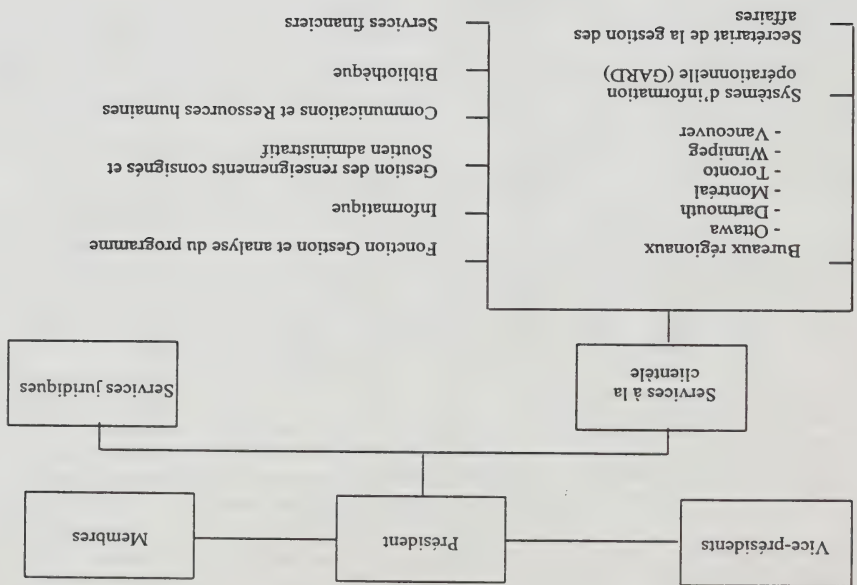 Vice-présidents
Président
Membres
Services à la
clientèle
Services juridiques
Bureaux régionaux
- Ottawa
- Dartmouth
- Montréal
- Toronto
- Winnipeg
- Vancouver
Systèmes d'information
opérationnelle (GARD)
Secrétariat de la gestion des
affaires
Fonction Gestion et analyse du programme
Informatique
Gestion des renseignements consignés et
Soutien administratif
Communications et Ressources humaines
Bibliothèque
Services financiers